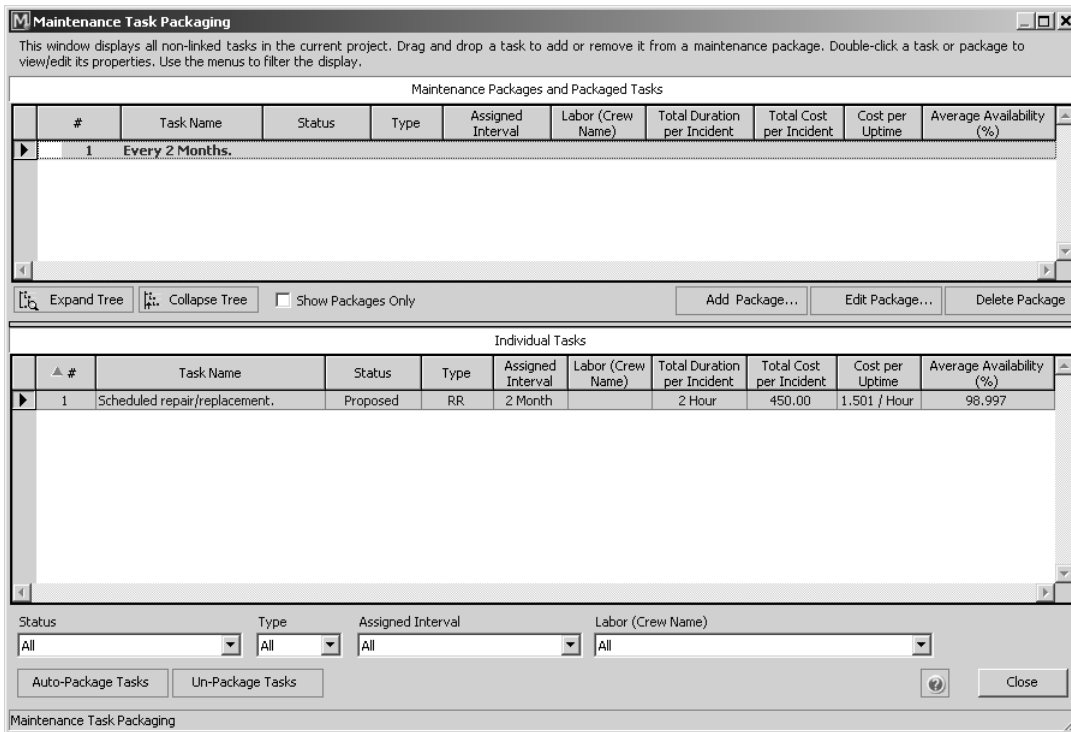 Maintenance Task Packaging
This window displays all non-linked tasks in the current project. Drag and drop a task to add or remove it from a maintenance package. Double-click a task or package to
view/edit its properties. Use the menus to filter the display.
Maintenance Packages and Packaged Tasks
# Task Name Status Type Assigned Interval Labor (Crew Name) Total Duration per Incident Total Cost per Incident Cost per Uptime Average Availability (%)
1 Every 2 Months.
Expand Tree Collapse Tree Show Packages Only Add Package... Edit Package... Delete Package
Individual Tasks
# Task Name Status Type Assigned Interval Labor (Crew Name) Total Duration per Incident Total Cost per Incident Cost per Uptime Average Availability (%)
1 Scheduled repair/replacement. Proposed RR 2 Month 2 Hour 450.00 1.501 / Hour 98.997
Status Type Assigned Interval Labor (Crew Name)
All All All All
Auto-Package Tasks Un-Package Tasks ? Close
Maintenance Task Packaging